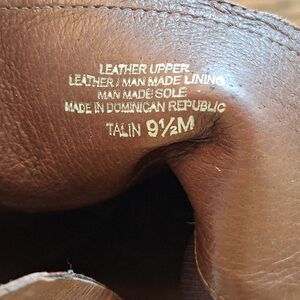 LEATHER UPPER
LEATHER / MAN MADE LINING
MAN MADE SOLE
MADE IN DOMINICAN REPUBLIC
TALIN 9½M